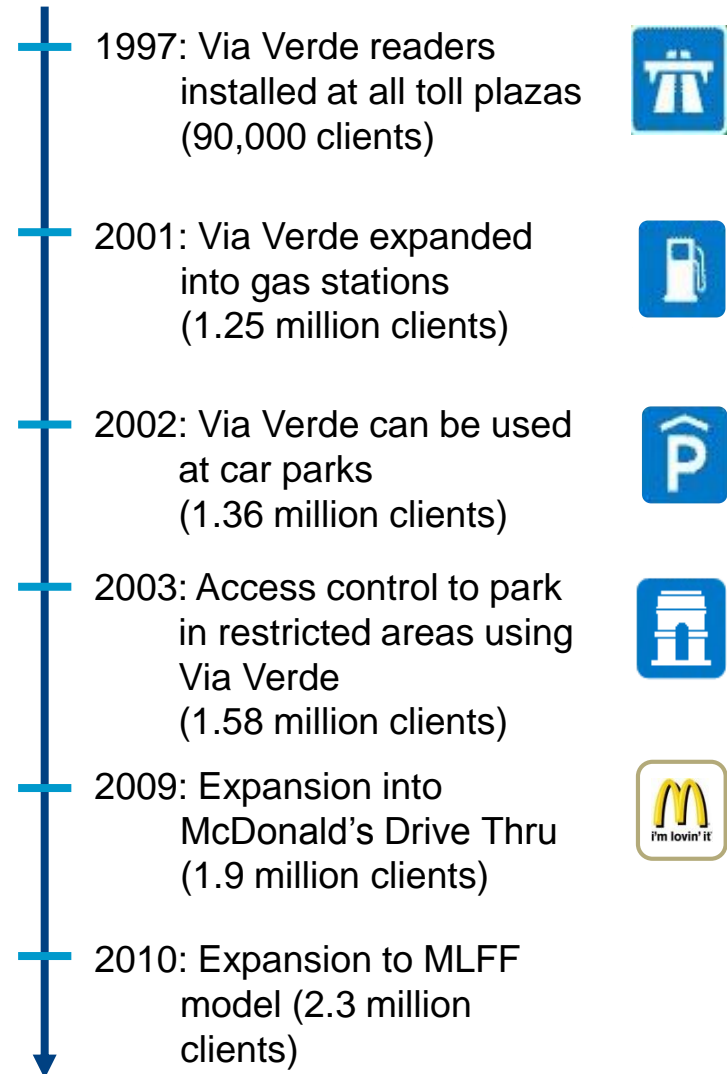 1997: Via Verde readers
installed at all toll plazas
(90,000 clients)
2001: Via Verde expanded
into gas stations
(1.25 million clients)
P
2002: Via Verde can be used
at car parks
(1.36 million clients)
2003: Access control to park
in restricted areas using
Via Verde
(1.58 million clients)
2009: Expansion into
McDonald’s Drive Thru
(1.9 million clients)
M
i'm lovin' it
2010: Expansion to MLFF
model (2.3 million
clients)